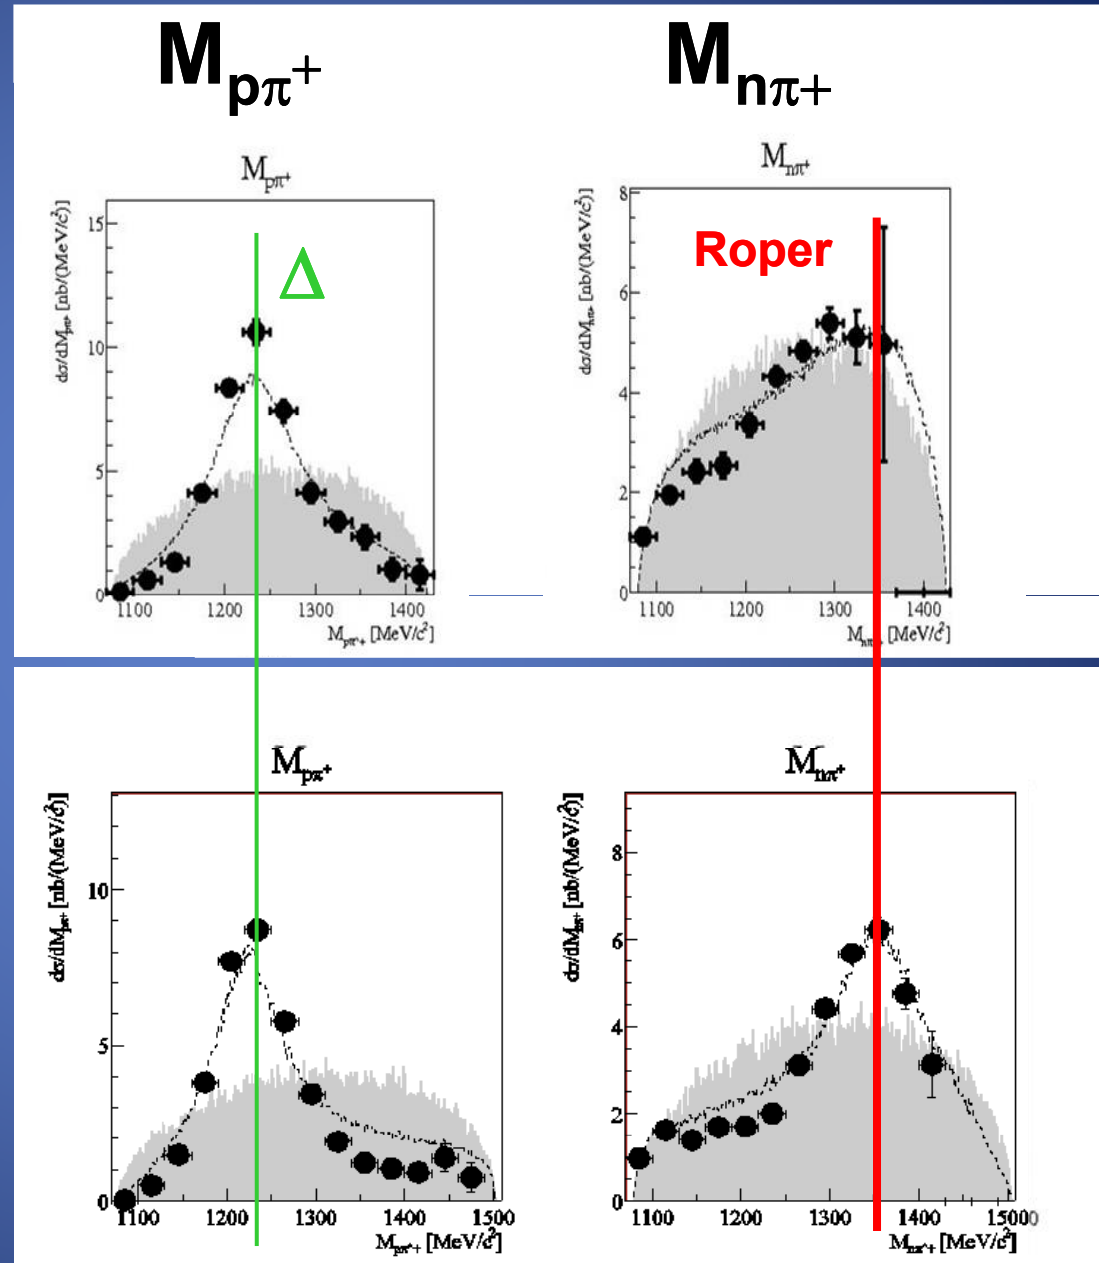 Mpπ+
Mnπ+
Mpπ+
dσ/dMpπ+ [nb/(MeV/c2)]
15
10
5
0
1100 1200 1300 1400
Mpπ+ [MeV/c2]
Δ
Mnπ+
dσ/dMnπ+ [nb/(MeV/c2)]
8
6
4
2
0
1100 1200 1300 1400
[MeV/c2]
Roper
Mpπ+
dσ/dMpπ+ [nb/(MeV/c2)]
10
5
0
1100 1200 1300 1400 1500
Mpπ+ [MeV/c2]
Mnπ+
dσ/dMnπ+ [nb/(MeV/c2)]
8
6
4
2
0
1100 1200 1300 1400 15000
Mnπ+ [MeV/c2]